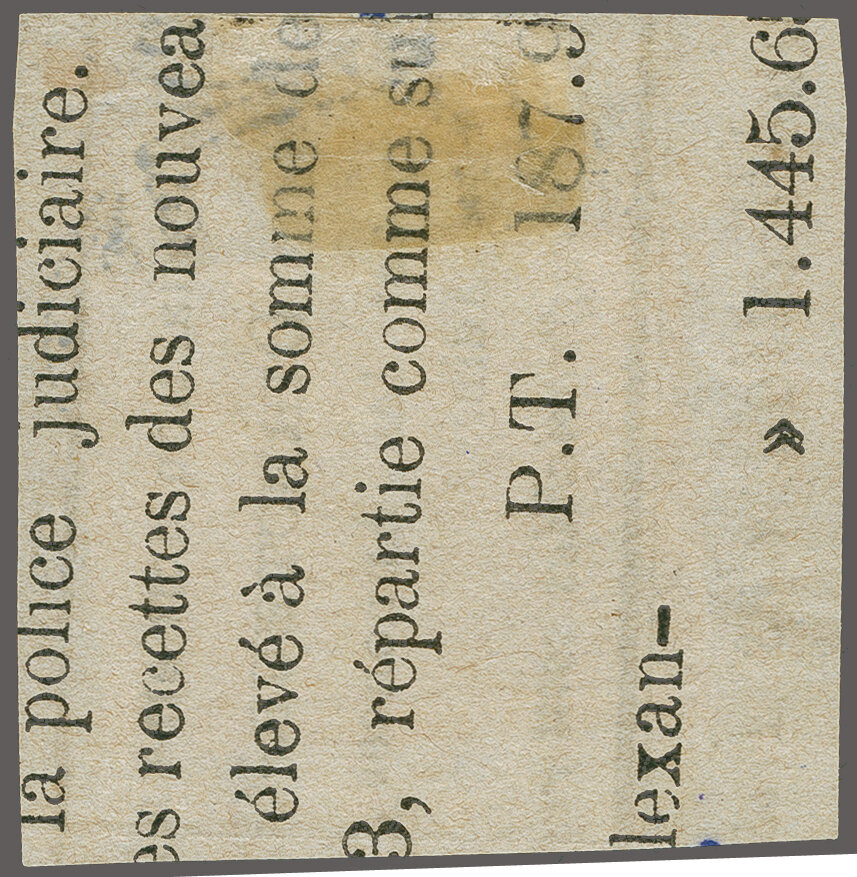 la police judiciaire.
es recettes des nouvea
élevé à la somme de
3, répartie comme sui
P.T. 187.9
lexan-
» 1.445.6